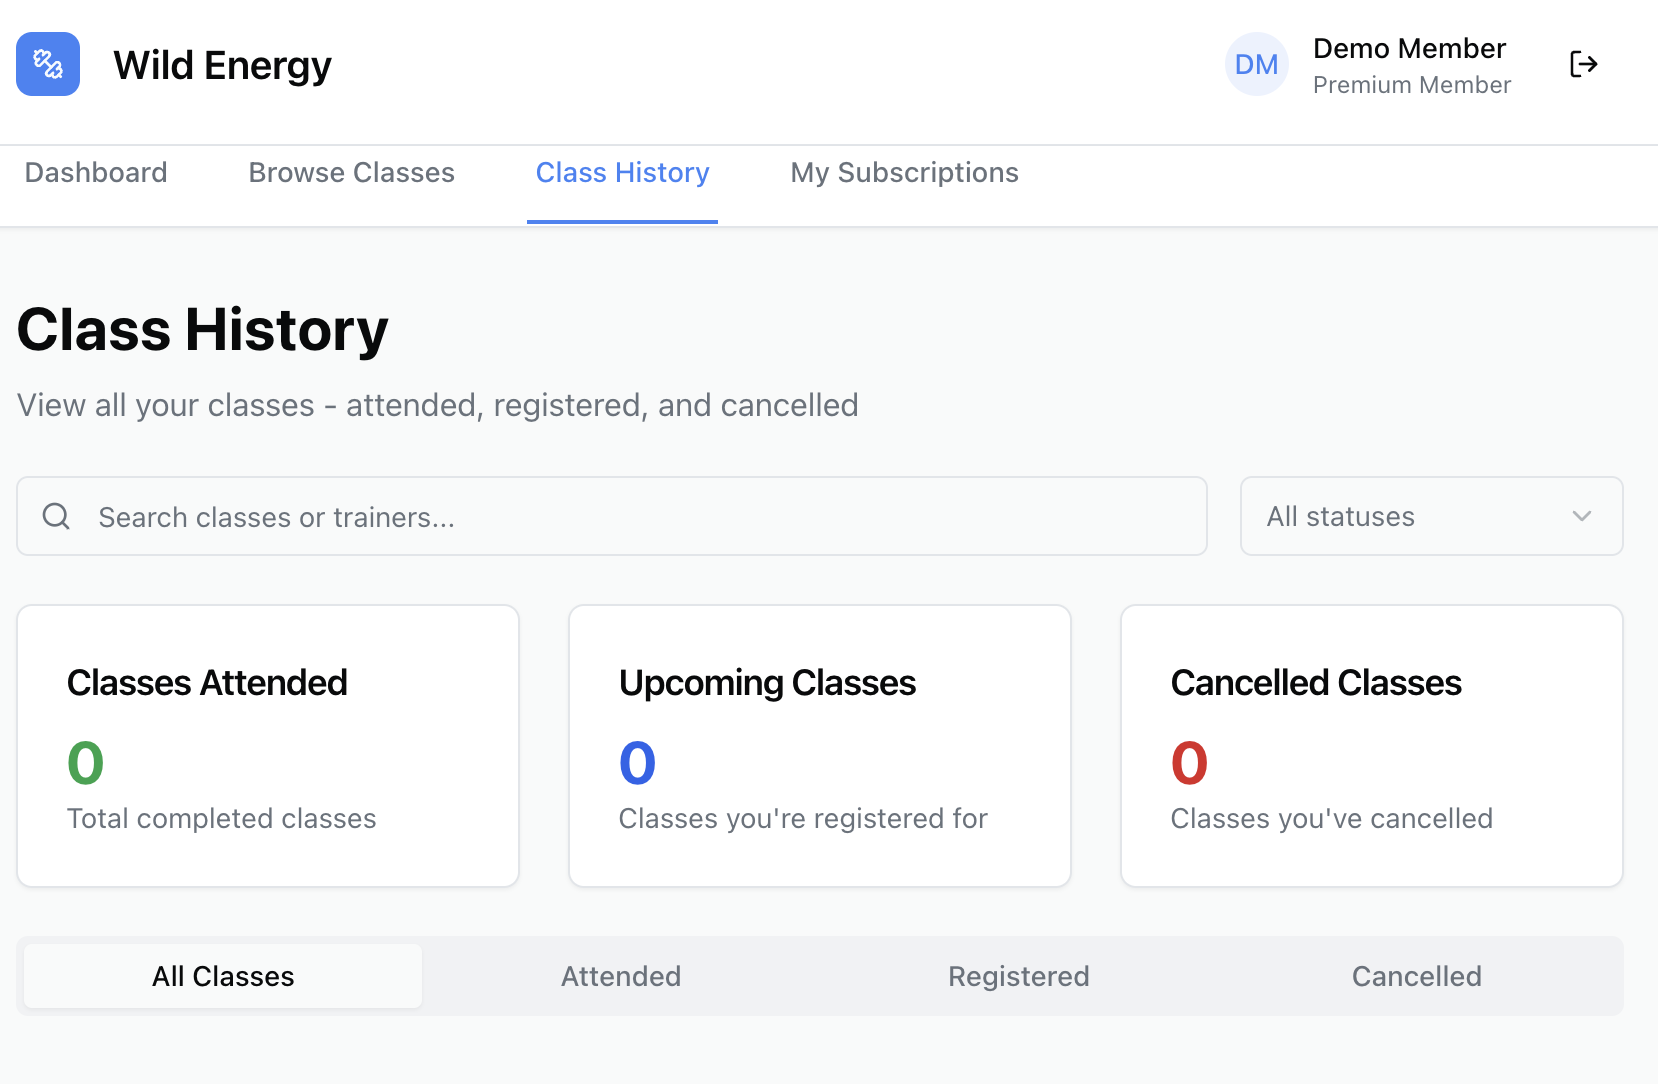 Wild Energy
DM
Demo Member
Premium Member
Dashboard
Browse Classes
Class History
My Subscriptions
Class History
View all your classes - attended, registered, and cancelled
Search classes or trainers...
All statuses
Classes Attended
0
Total completed classes
Upcoming Classes
0
Classes you're registered for
Cancelled Classes
0
Classes you've cancelled
All Classes
Attended
Registered
Cancelled